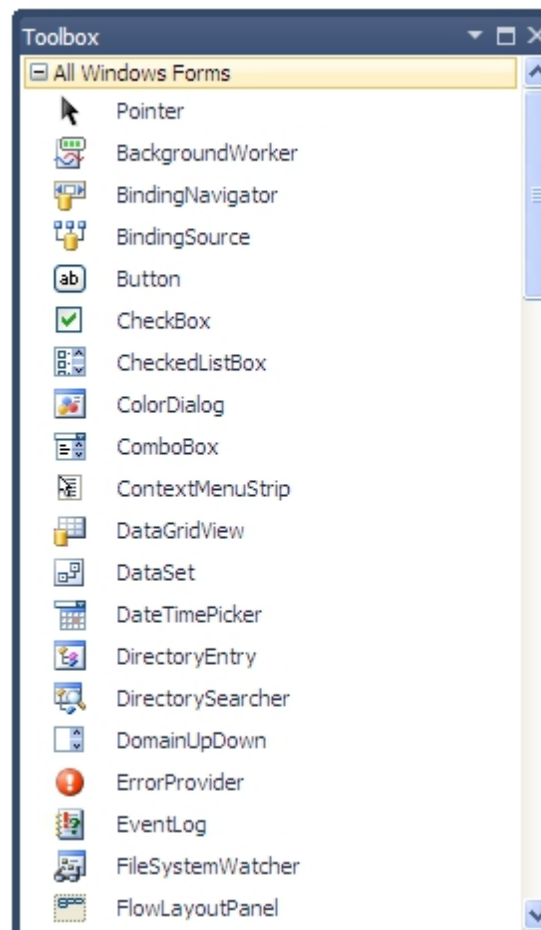 Toolbox
All Windows Forms
Pointer
BackgroundWorker
BindingNavigator
BindingSource
ab Button
CheckBox
CheckedListBox
ColorDialog
ComboBox
ContextMenuStrip
DataGridView
DataSet
DateTimePicker
DirectoryEntry
DirectorySearcher
DomainUpDown
ErrorProvider
EventLog
FileSystemWatcher
FlowLayoutPanel